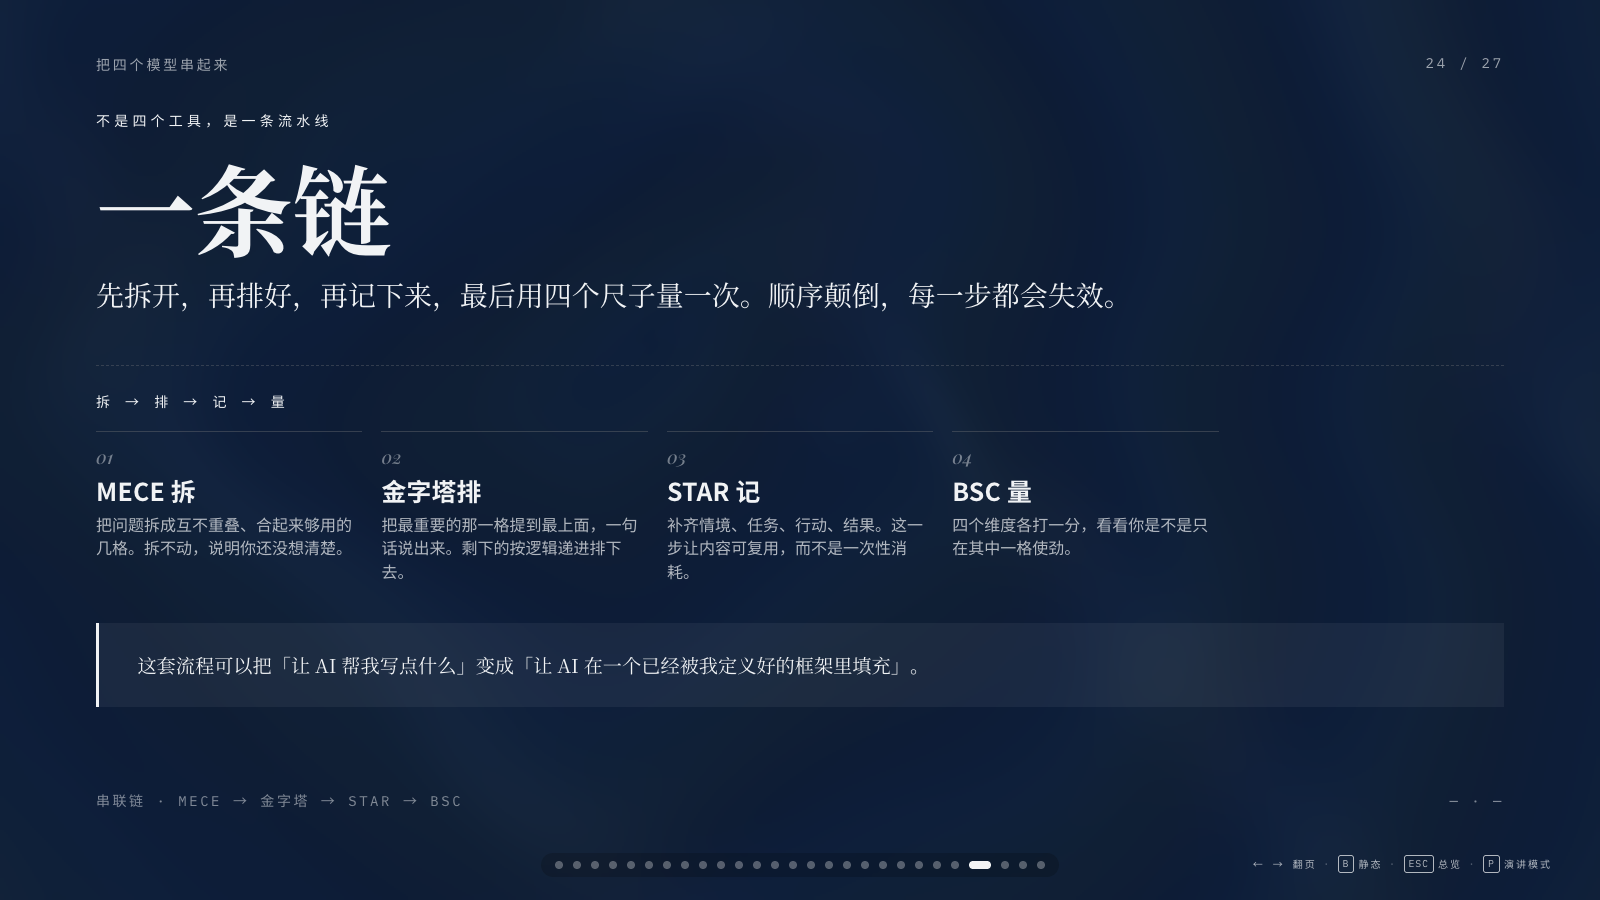 把四个模型串起来
24 / 27
不是四个工具，是一条流水线
一条链
先拆开，再排好，再记下来，最后用四个尺子量一次。顺序颠倒，每一步都会失效。
拆 → 排 → 记 → 量
01
MECE 拆
把问题拆成互不重叠、合起来够用的
几格。拆不动，说明你还没想清楚。
02
金字塔排
把最重要的那一格提到最上面，一句
话说出来。剩下的按逻辑递进排下
去。
03
STAR 记
补齐情境、任务、行动、结果。这一
步让内容可复用，而不是一次性消
耗。
04
BSC 量
四个维度各打一分，看看你是不是只
在其中一格使劲。
这套流程可以把「让 AI 帮我写点什么」变成「让 AI 在一个已经被我定义好的框架里填充」。
串联链 · MECE → 金字塔 → STAR → BSC
— · —
← → 翻页 · B 静态 · ESC 总览 · P 演讲模式